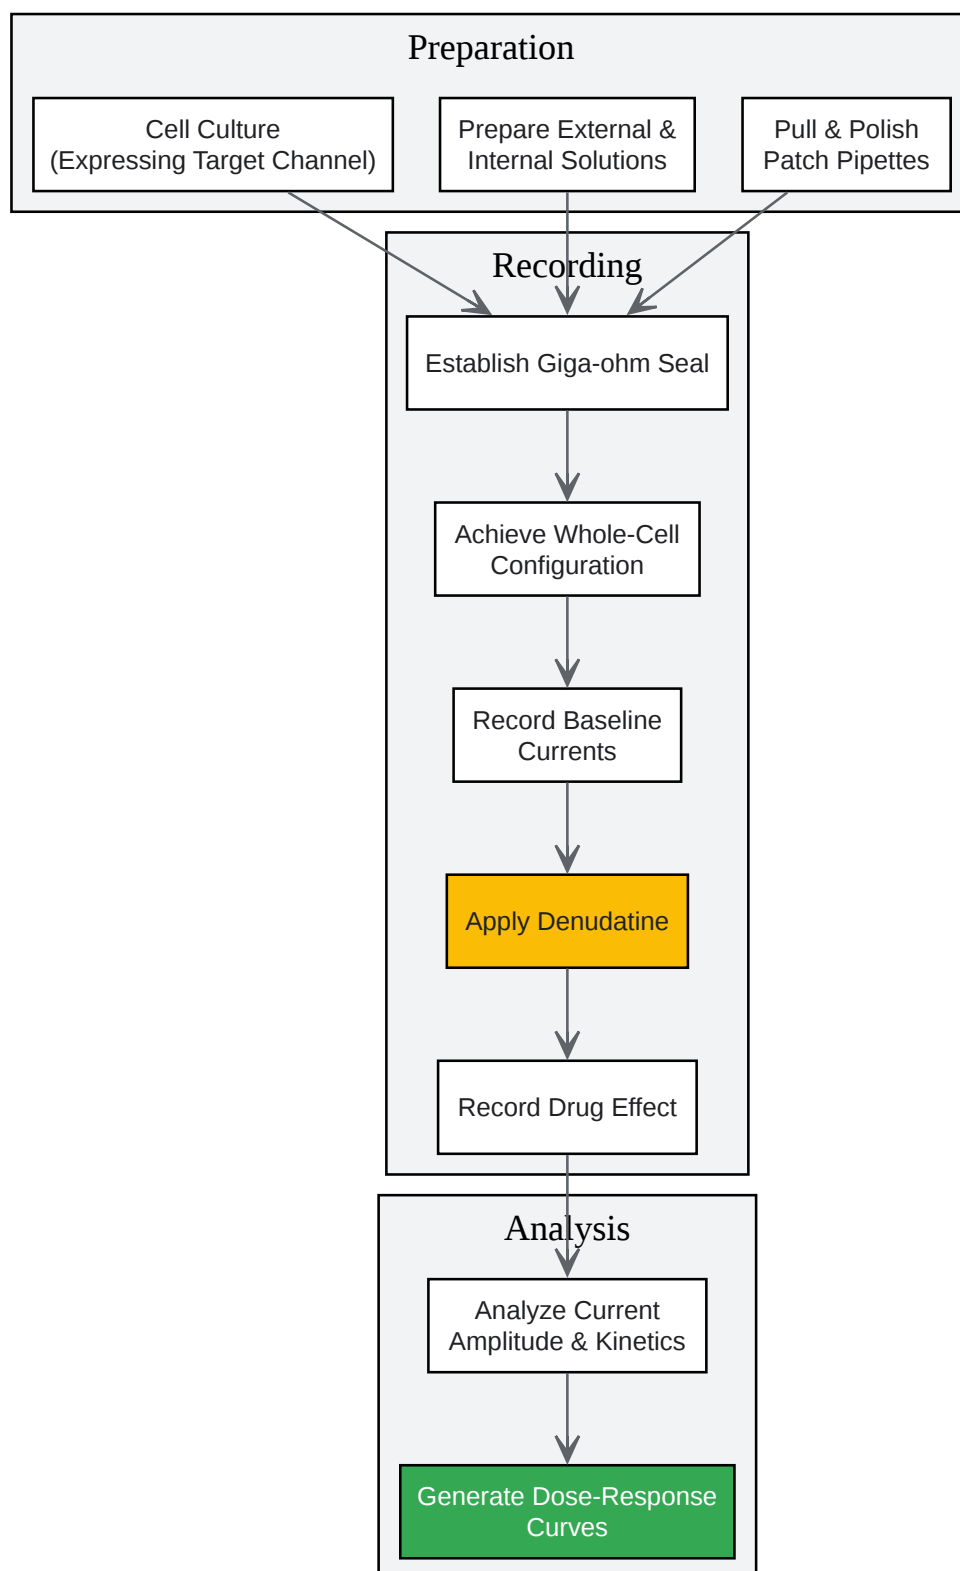 Preparation
Cell Culture
(Expressing Target Channel)
Prepare External &
Internal Solutions
Pull & Polish
Patch Pipettes
Recording
Establish Giga-ohm Seal
Achieve Whole-Cell
Configuration
Record Baseline
Currents
Apply Denudatine
Record Drug Effect
Analysis
Analyze Current
Amplitude & Kinetics
Generate Dose-Response
Curves